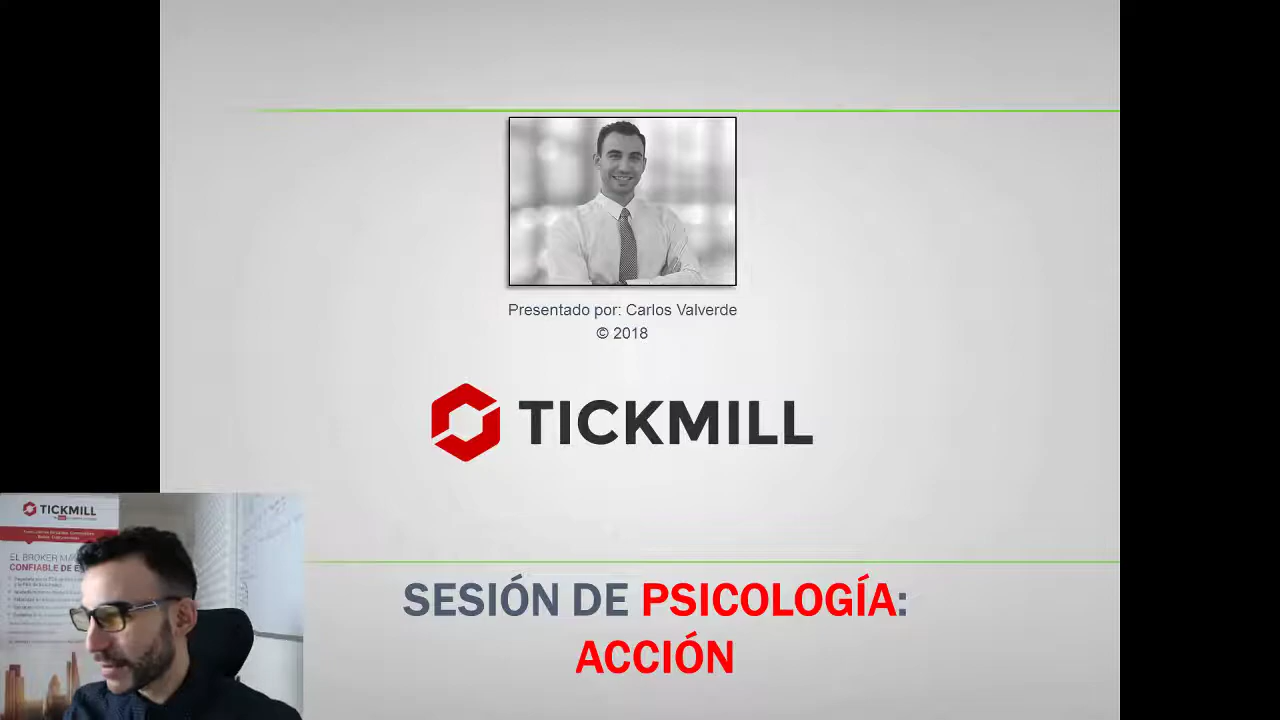 Presentado por: Carlos Valverde
© 2018
TICKMILL
TICKMILL
EL BROKER MÁ
CONFIABLE DE E
SESIÓN DE PSICOLOGÍA:
ACCIÓN